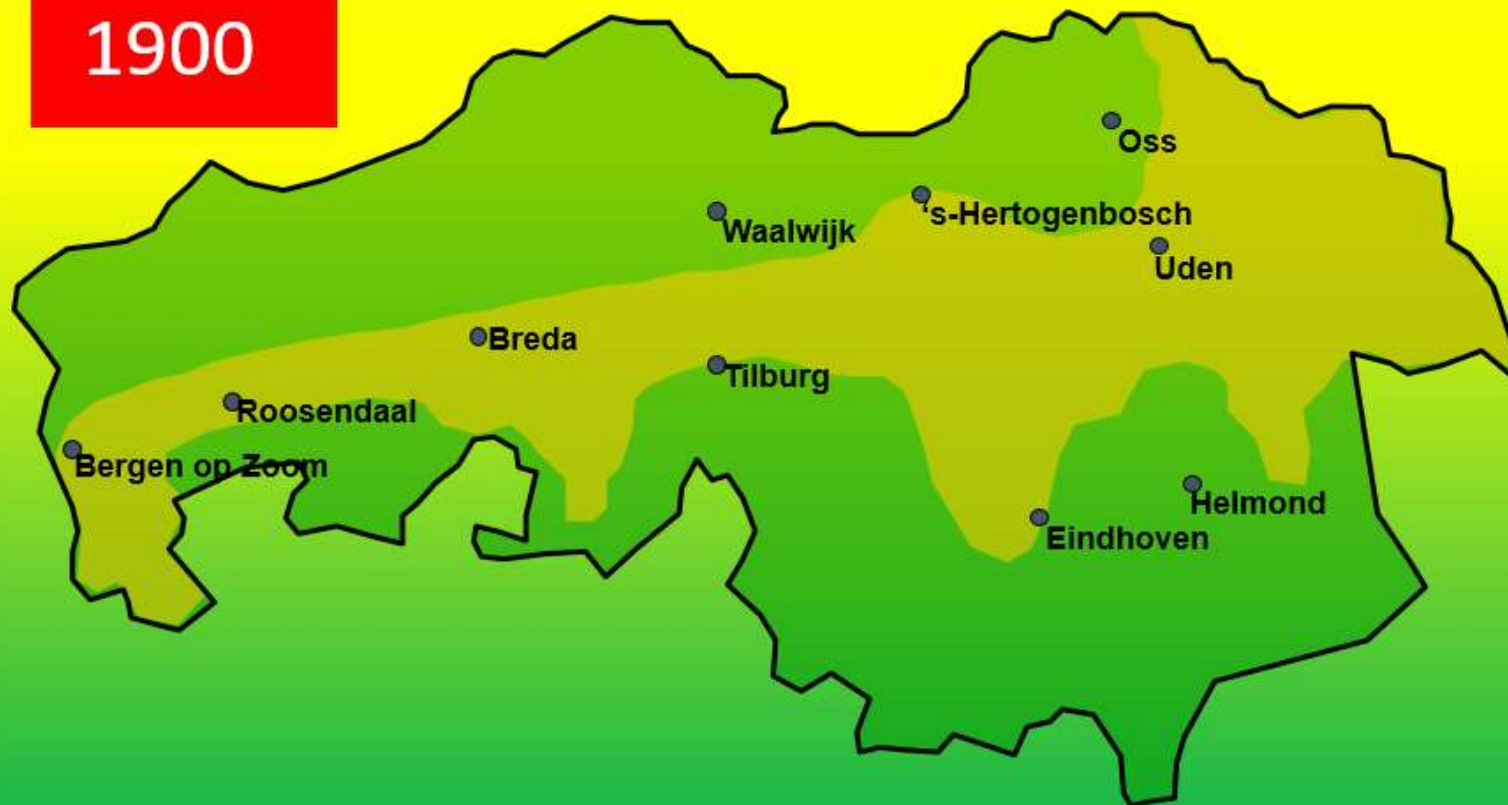 1900
Oss
Waalwijk
's-Hertogenbosch
Uden
Breda
Tilburg
Roosendaal
Bergen op Zoom
Helmond
Eindhoven